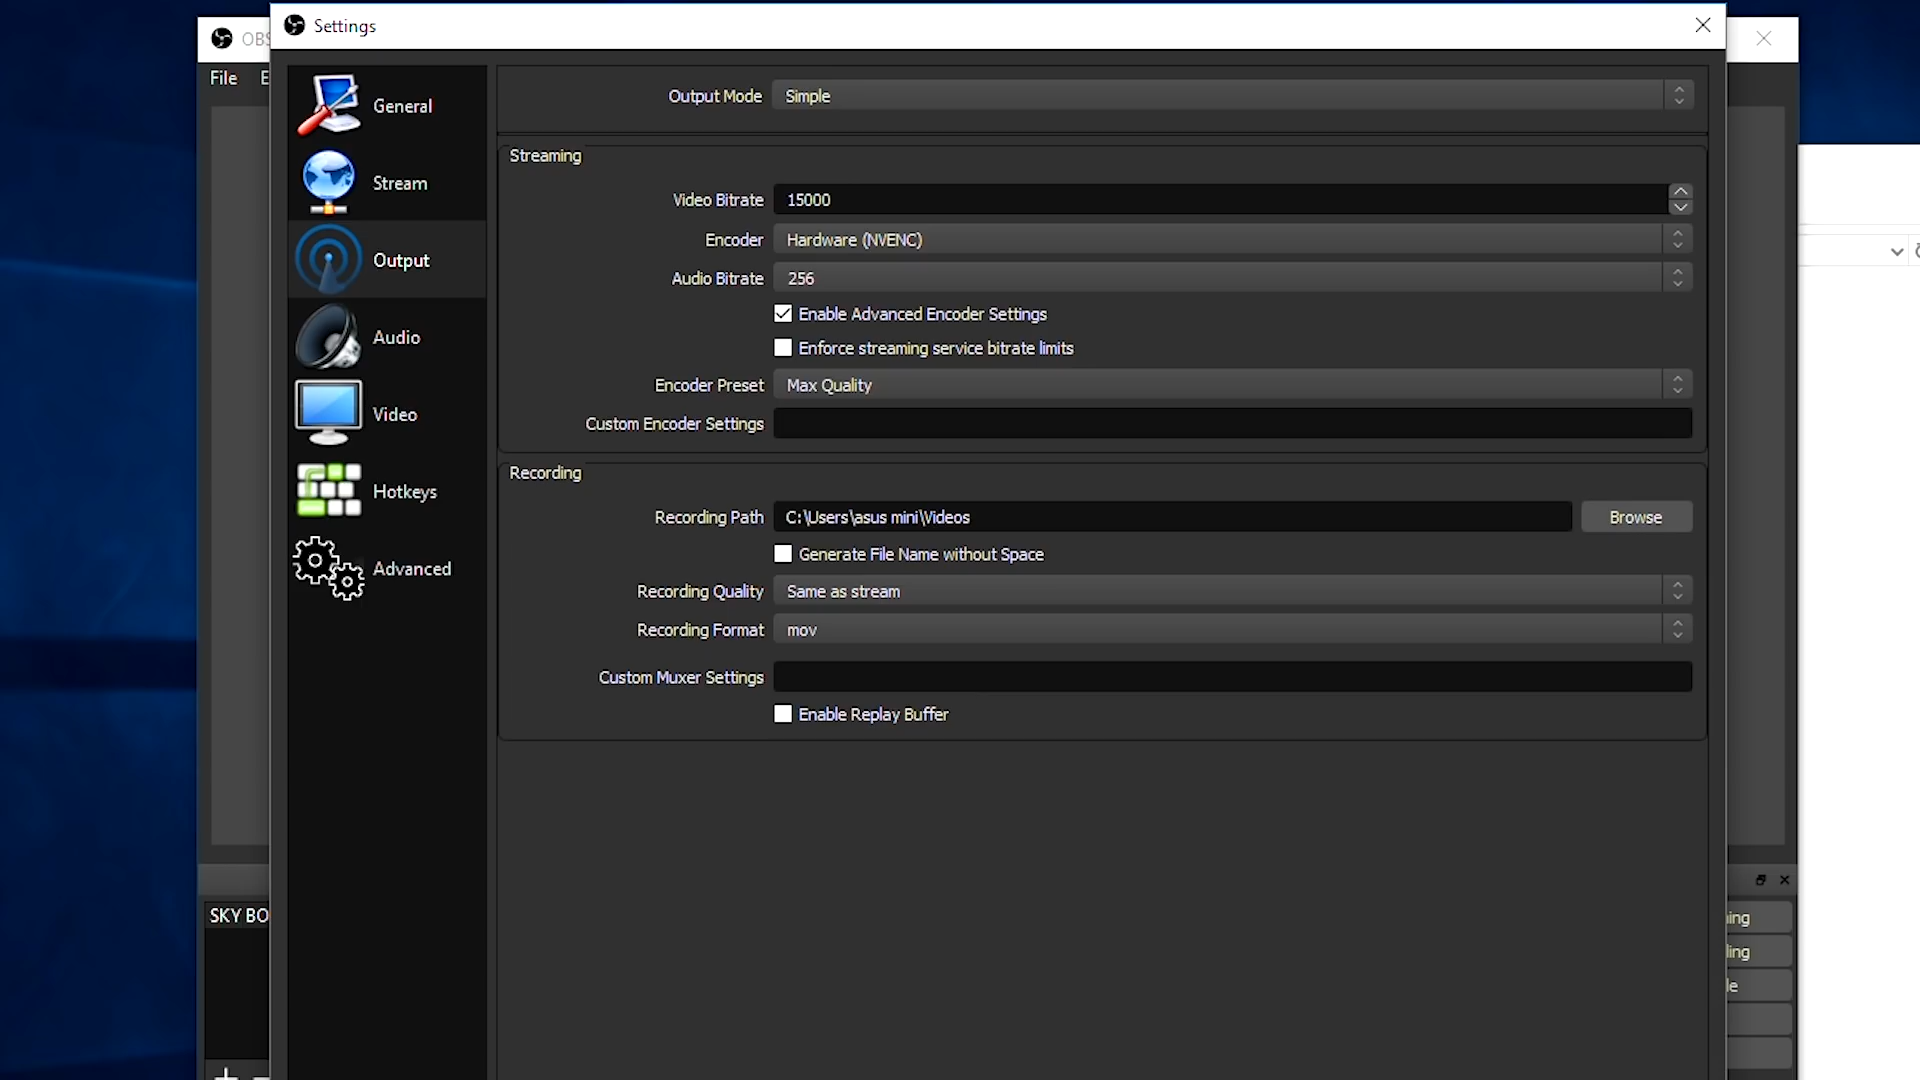 Settings
OBS
File
E
General
Stream
Output
Audio
Video
Hotkeys
Advanced
Output Mode Simple
Streaming
Video Bitrate 15000
Encoder Hardware (NVENC)
Audio Bitrate 256
Enable Advanced Encoder Settings
Enforce streaming service bitrate limits
Encoder Preset Max Quality
Custom Encoder Settings
Recording
Recording Path C:\Users\asus mini\Videos Browse
Generate File Name without Space
Recording Quality Same as stream
Recording Format mov
Custom Muxer Settings
Enable Replay Buffer
SKY BO
ing
ling
le